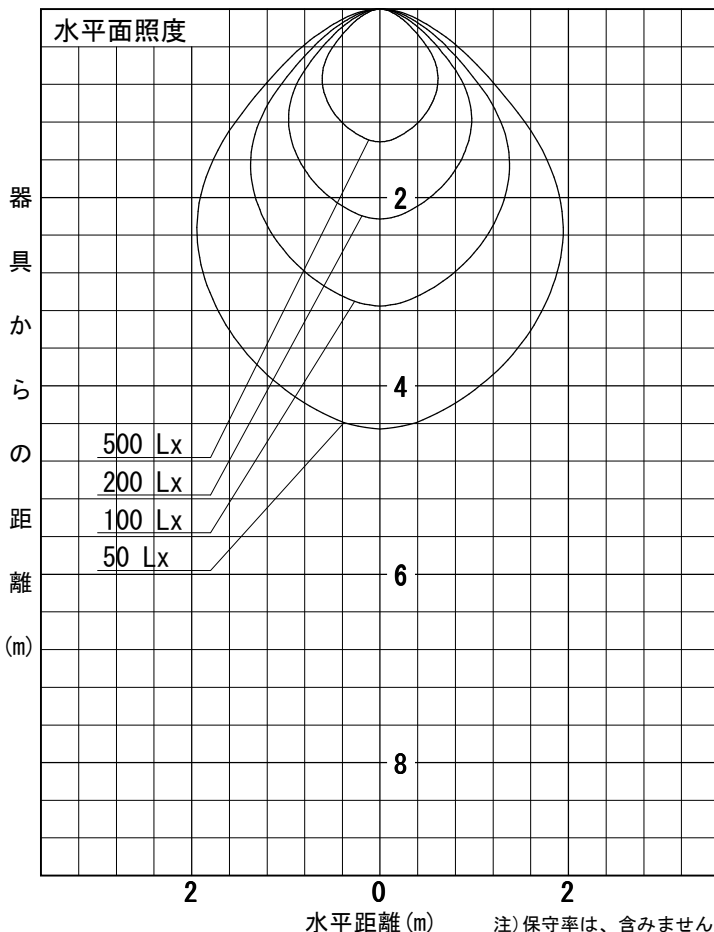 水平面照度
器具からの距離(m)
2
4
6
8
500 Lx
200 Lx
100 Lx
50 Lx
2
0
2
水平距離(m)
注)保守率は、含みません